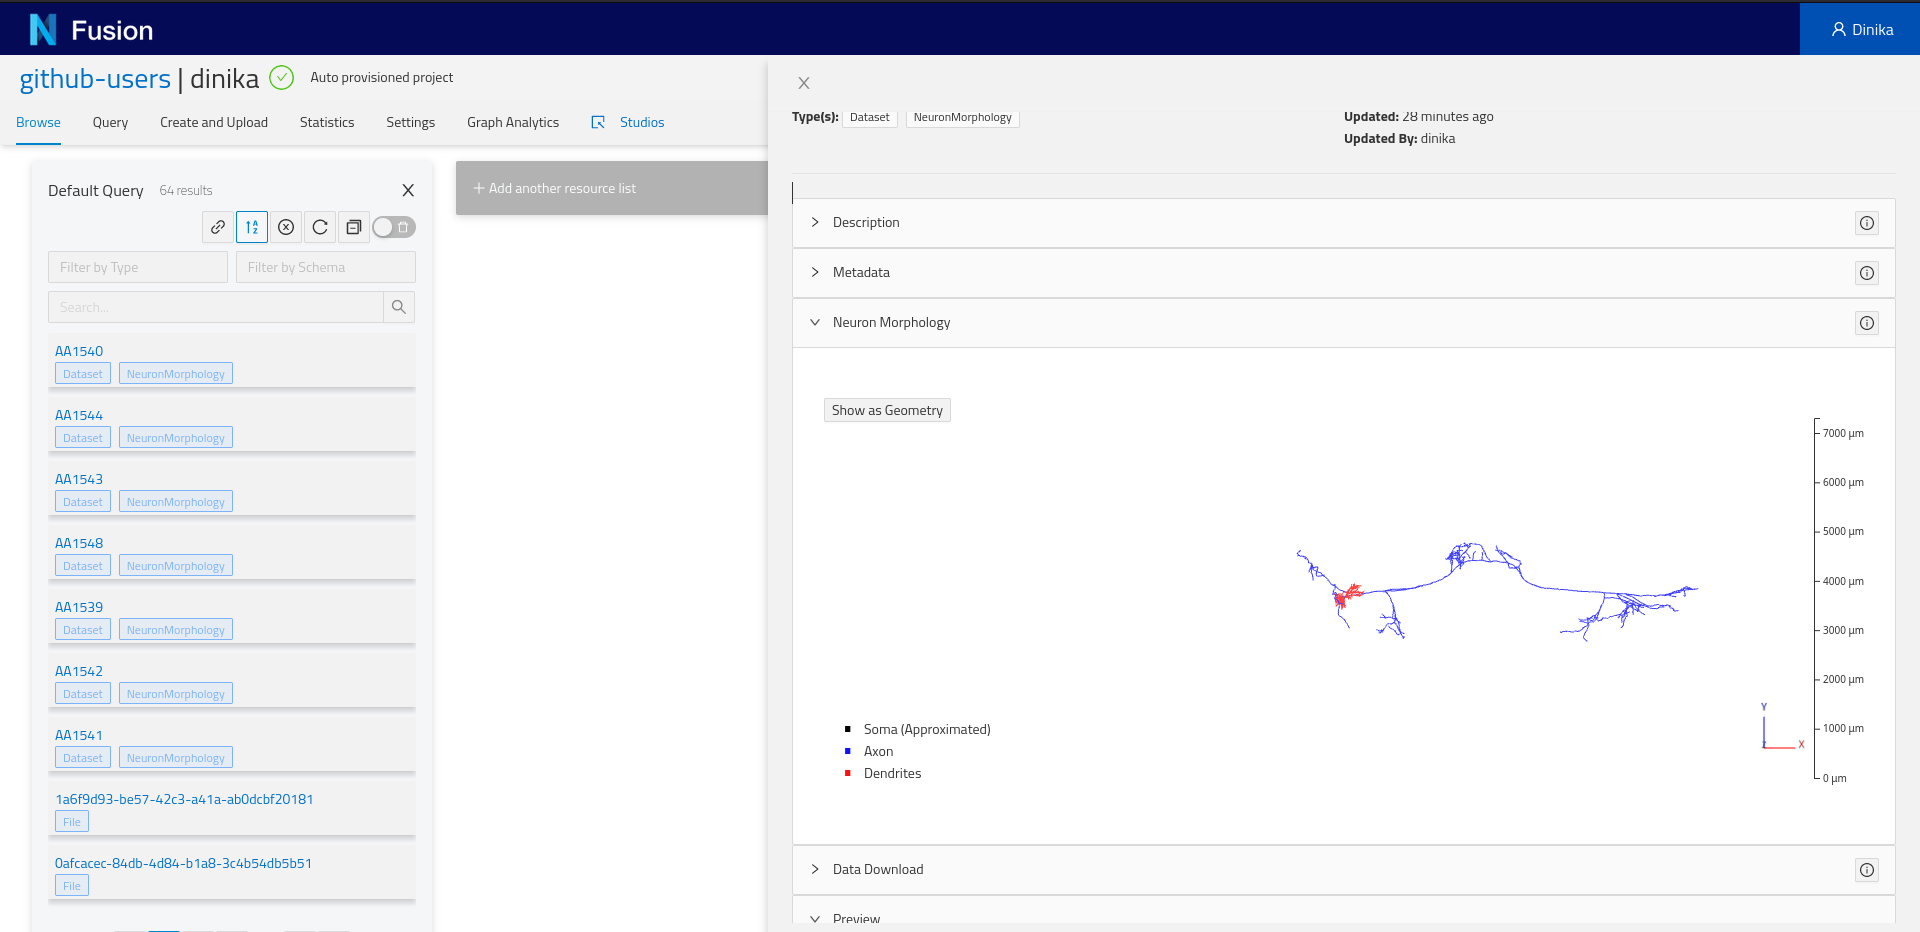 Fusion
Dinika
github-users | dinika
Auto provisioned project
Browse
Query
Create and Upload
Statistics
Settings
Graph Analytics
Studios
Default Query
64 results
Filter by Type
Filter by Schema
Search...
AA1540
Dataset
NeuronMorphology
AA1544
Dataset
NeuronMorphology
AA1543
Dataset
NeuronMorphology
AA1548
Dataset
NeuronMorphology
AA1539
Dataset
NeuronMorphology
AA1542
Dataset
NeuronMorphology
AA1541
Dataset
NeuronMorphology
1a6f9d93-be57-42c3-a41a-ab0dcbf20181
File
0afcacec-84db-4d84-b1a8-3c4b54db5b51
File
+ Add another resource list
Type(s): Dataset NeuronMorphology
Updated: 28 minutes ago
Updated By: dinika
Description
Metadata
Neuron Morphology
Show as Geometry
7000 µm
6000 µm
5000 µm
4000 µm
3000 µm
2000 µm
1000 µm
0 µm
Y
X
Z
Soma (Approximated)
Axon
Dendrites
Data Download
Preview